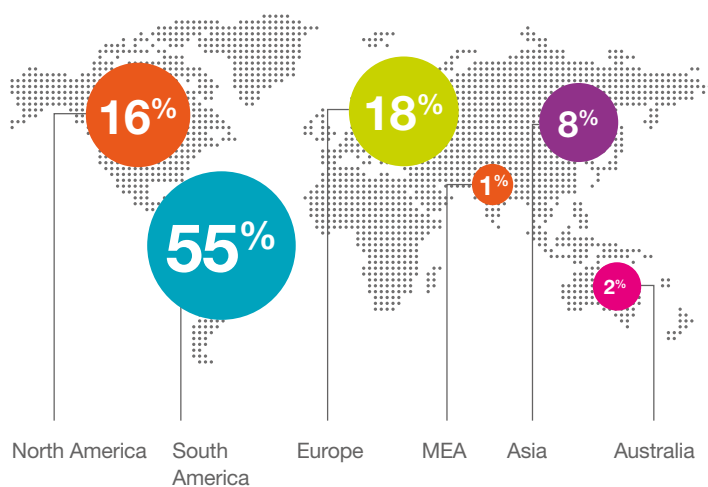 16%
18%
8%
1%
55%
2%
North America
South
America
Europe
MEA
Asia
Australia